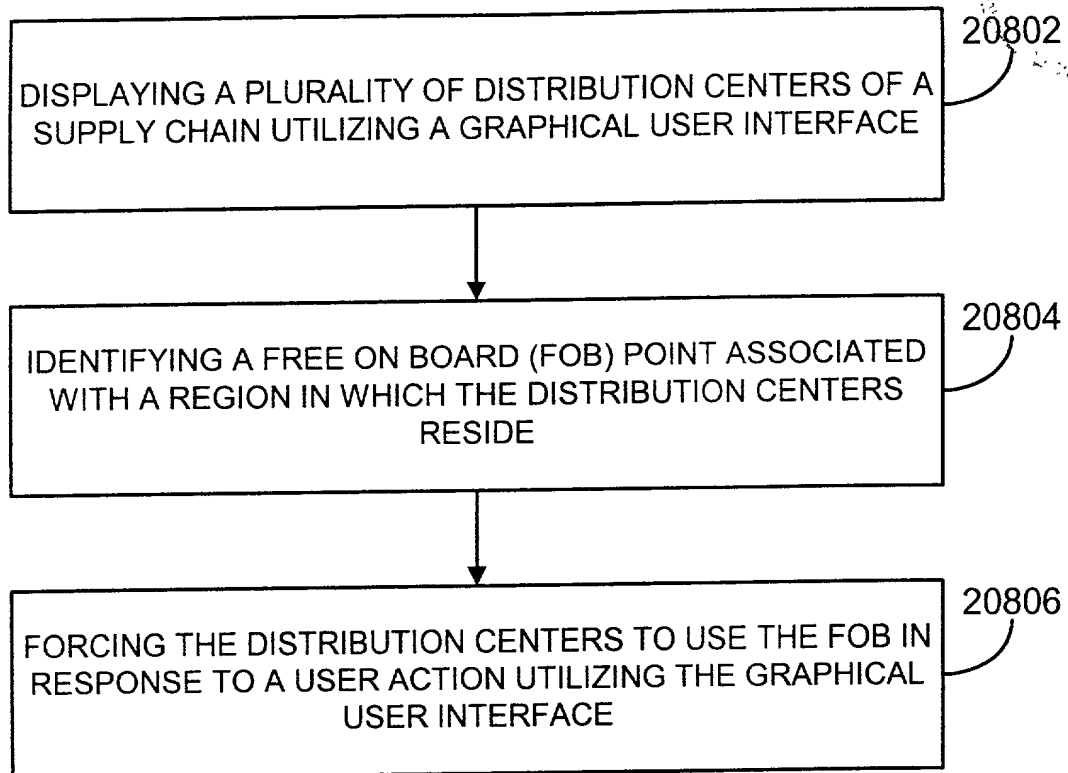 20802
DISPLAYING A PLURALITY OF DISTRIBUTION CENTERS OF A
SUPPLY CHAIN UTILIZING A GRAPHICAL USER INTERFACE
20804
IDENTIFYING A FREE ON BOARD (FOB) POINT ASSOCIATED
WITH A REGION IN WHICH THE DISTRIBUTION CENTERS
RESIDE
20806
FORCING THE DISTRIBUTION CENTERS TO USE THE FOB IN
RESPONSE TO A USER ACTION UTILIZING THE GRAPHICAL
USER INTERFACE